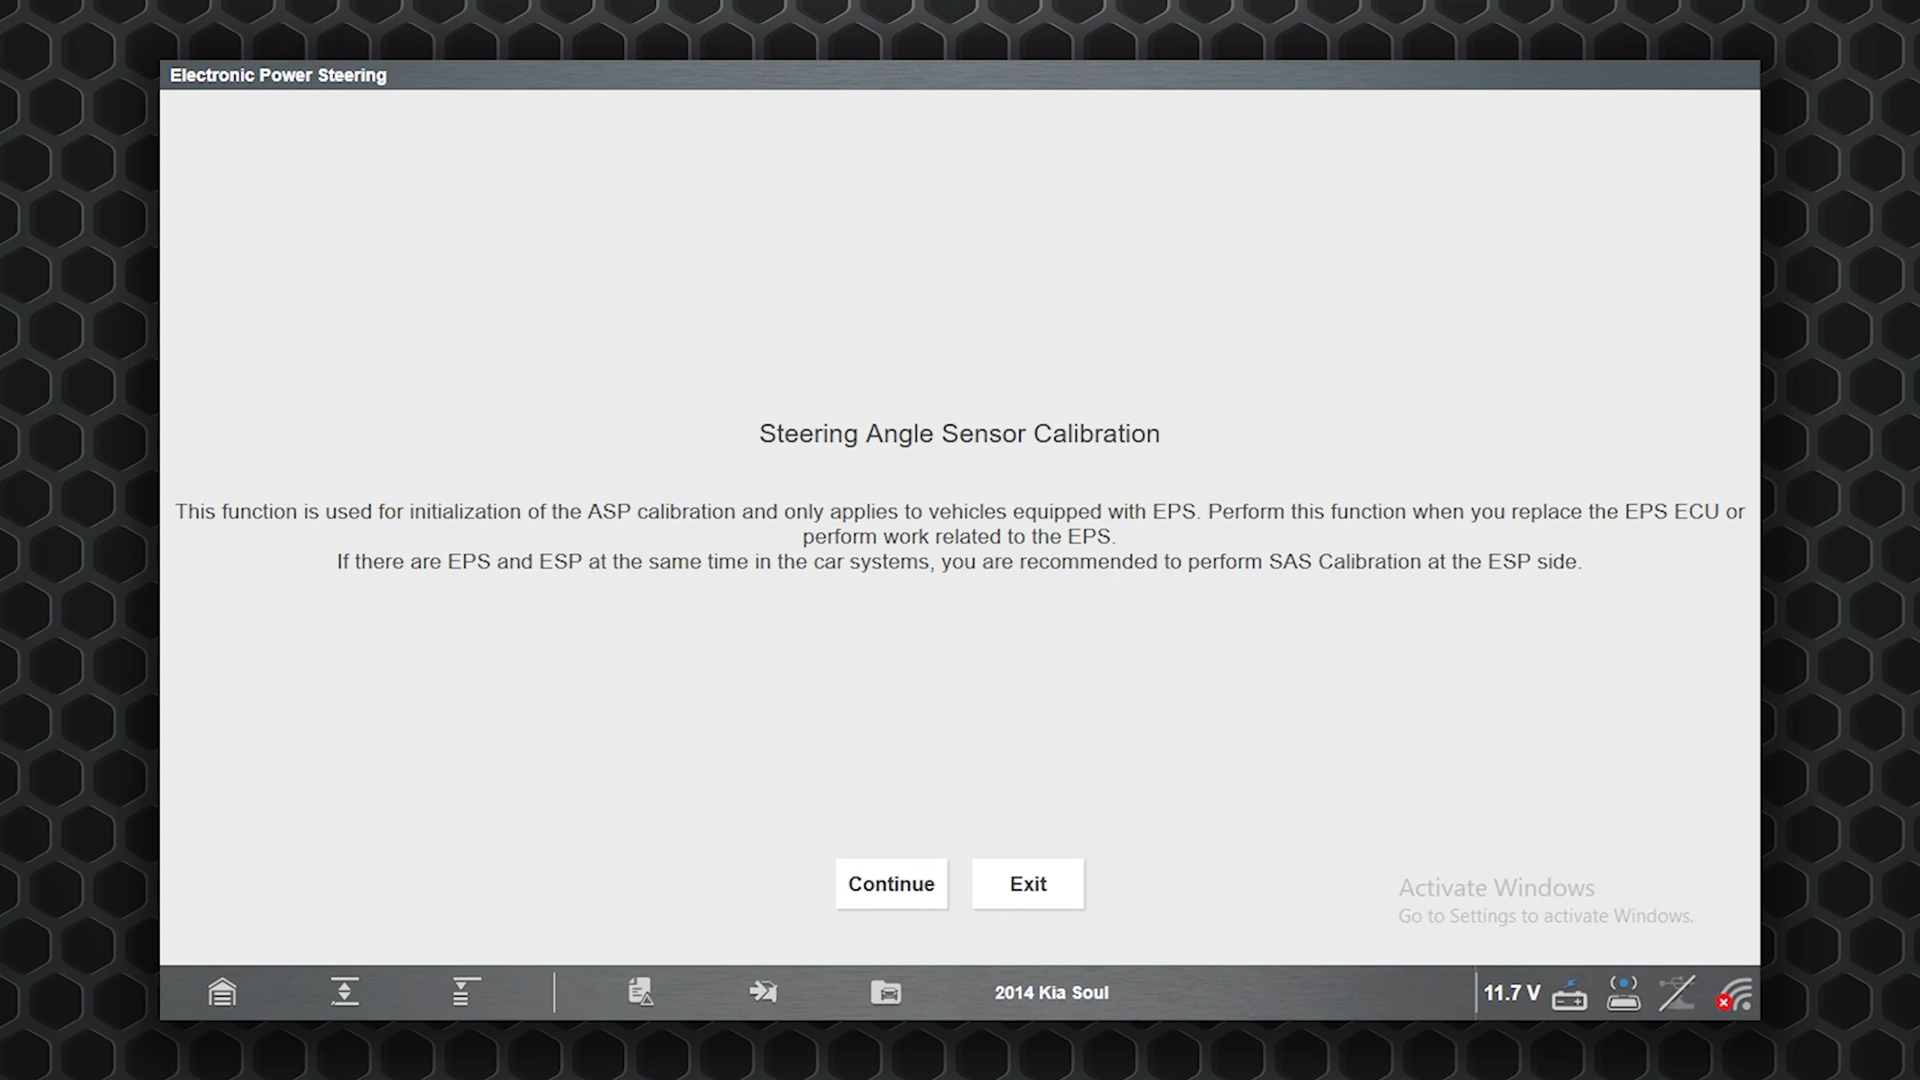 Electronic Power Steering
Steering Angle Sensor Calibration
This function is used for initialization of the ASP calibration and only applies to vehicles equipped with EPS. Perform this function when you replace the EPS ECU or
perform work related to the EPS.
If there are EPS and ESP at the same time in the car systems, you are recommended to perform SAS Calibration at the ESP side.
Continue
Exit
Activate Windows
Go to Settings to activate Windows.
2014 Kia Soul
11.7 V